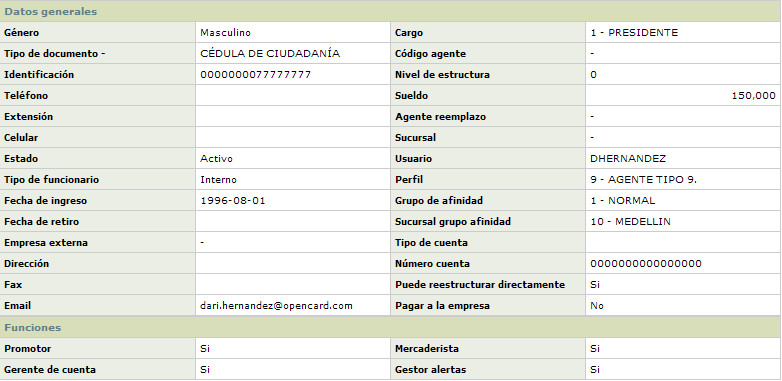 Datos generales
Género Masculino Cargo 1 - PRESIDENTE
Tipo de documento - CÉDULA DE CIUDADANÍA Código agente -
Identificación 0000000077777777 Nivel de estructura 0
Teléfono Sueldo 150,000
Extensión Agente reemplazo -
Celular Sucursal -
Estado Activo Usuario DHERNANDEZ
Tipo de funcionario Interno Perfil 9 - AGENTE TIPO 9.
Fecha de ingreso 1996-08-01 Grupo de afinidad 1 - NORMAL
Fecha de retiro Sucursal grupo afinidad 10 - MEDELLIN
Empresa externa - Tipo de cuenta
Dirección Número cuenta 0000000000000000
Fax Puede reestructurar directamente Si
Email dari.hernandez@opencard.com Pagar a la empresa No
Funciones
Promotor Si Mercaderista Si
Gerente de cuenta Si Gestor alertas Si